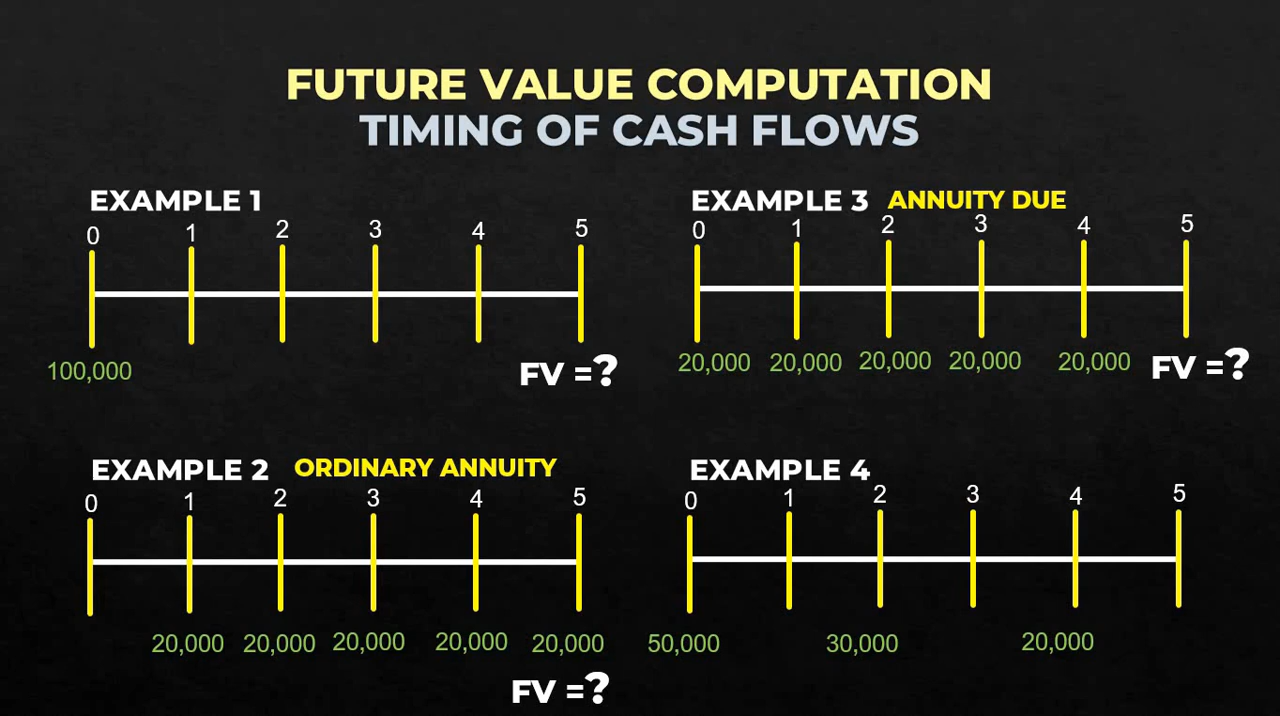 FUTURE VALUE COMPUTATION
TIMING OF CASH FLOWS
EXAMPLE 1
0 1 2 3 4 5
100,000
FV =?
EXAMPLE 2 ORDINARY ANNUITY
0 1 2 3 4 5
20,000 20,000 20,000 20,000 20,000
FV =?
EXAMPLE 3 ANNUITY DUE
0 1 2 3 4 5
20,000 20,000 20,000 20,000 20,000 FV =?
EXAMPLE 4
0 1 2 3 4 5
50,000 30,000 20,000